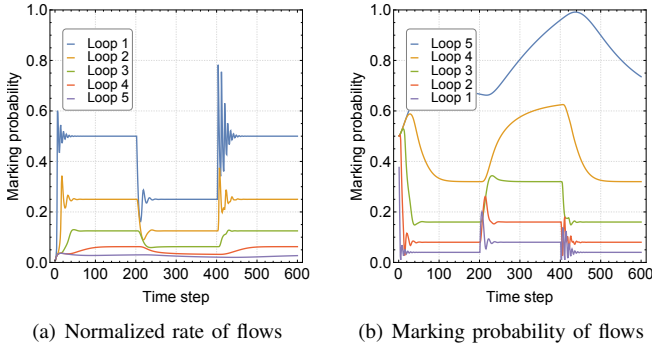 (a)
(b)
1.0
0.8
0.6
0.4
0.2
0.0
Marking probability
Loop 1
Loop 2
Loop 3
Loop 4
Loop 5
0 100 200 300 400 500 600
Time step
1.0
0.8
0.6
0.4
0.2
0.0
Marking probability
Loop 5
Loop 4
Loop 3
Loop 2
Loop 1
0 100 200 300 400 500 600
Time step
(a) Normalized rate of flows
(b) Marking probability of flows